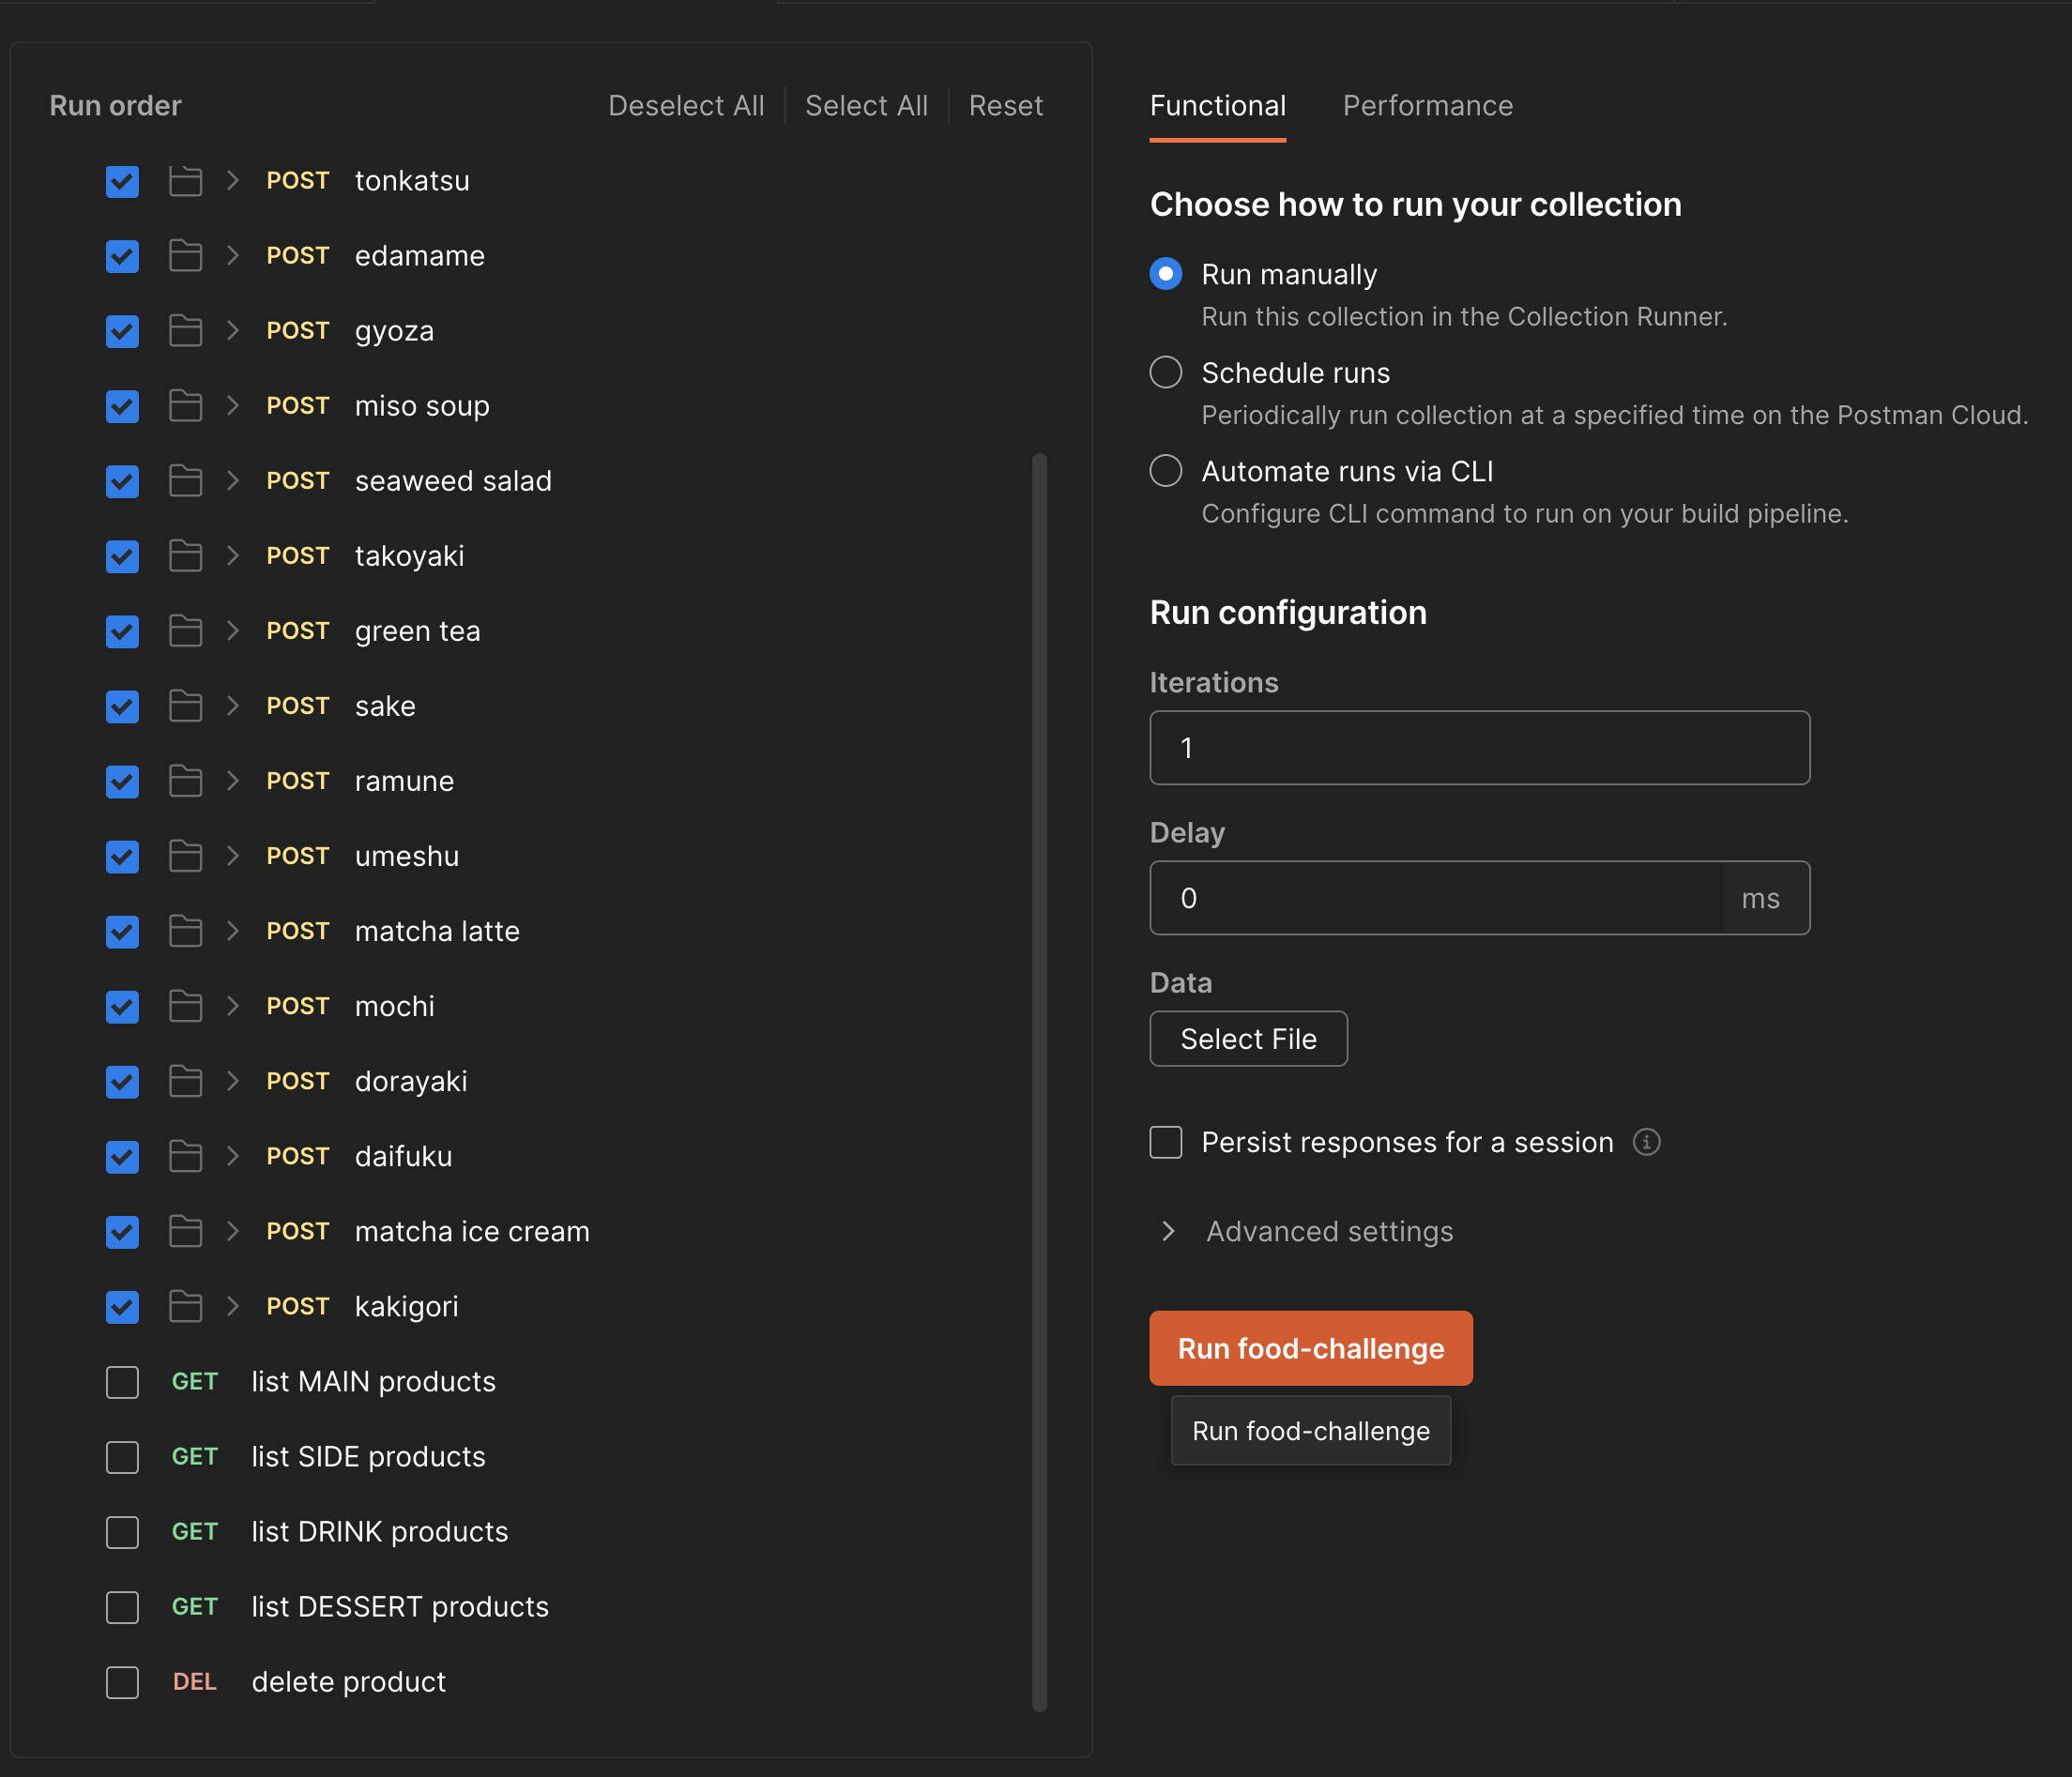 Run order
Deselect All
Select All
Reset
POST tonkatsu
POST edamame
POST gyoza
POST miso soup
POST seaweed salad
POST takoyaki
POST green tea
POST sake
POST ramune
POST umeshu
POST matcha latte
POST mochi
POST dorayaki
POST daifuku
POST matcha ice cream
POST kakigori
GET list MAIN products
GET list SIDE products
GET list DRINK products
GET list DESSERT products
DEL delete product
Functional
Performance
Choose how to run your collection
Run manually
Run this collection in the Collection Runner.
Schedule runs
Periodically run collection at a specified time on the Postman Cloud.
Automate runs via CLI
Configure CLI command to run on your build pipeline.
Run configuration
Iterations
1
Delay
0 ms
Data
Select File
Persist responses for a session
Advanced settings
Run food-challenge
Run food-challenge